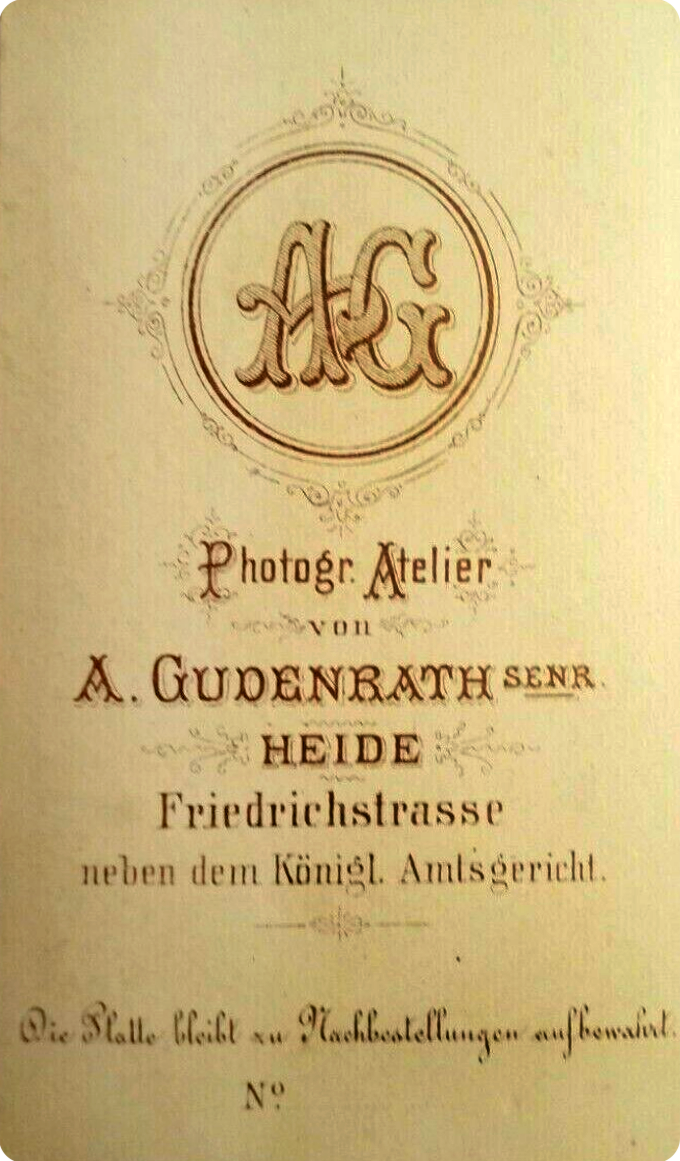 AG
Photogr. Atelier
von
A. GUDENRATH SENR.
HEIDE
Friedrichstrasse
neben dem Königl. Amtsgericht.
Die Platte bleibt zu Nachbestellungen aufbewahrt.
No